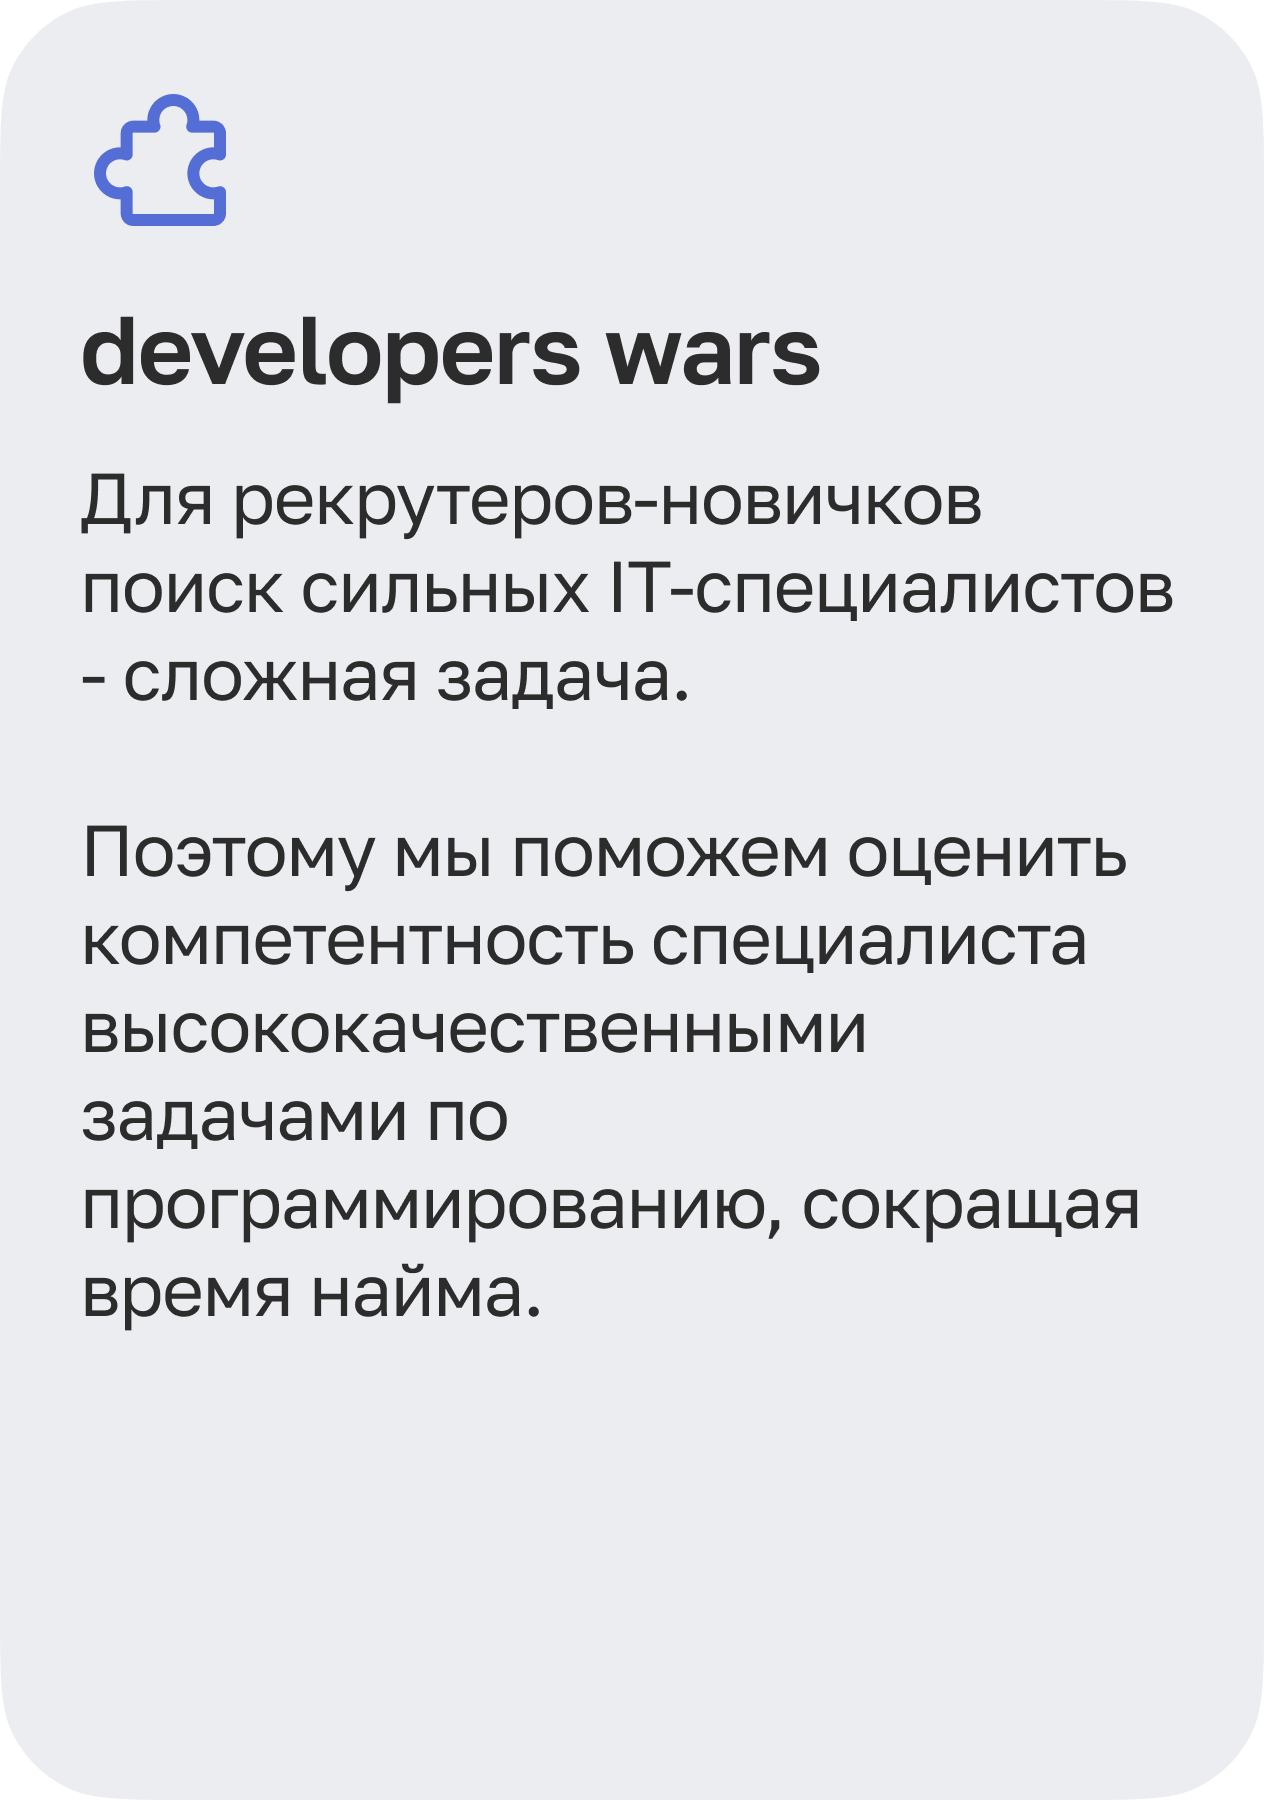 developers wars
Для рекрутеров-новичков
поиск сильных IT-специалистов
- сложная задача.
Поэтому мы поможем оценить
компетентность специалиста
высококачественными
задачами по
программированию, сокращая
время найма.